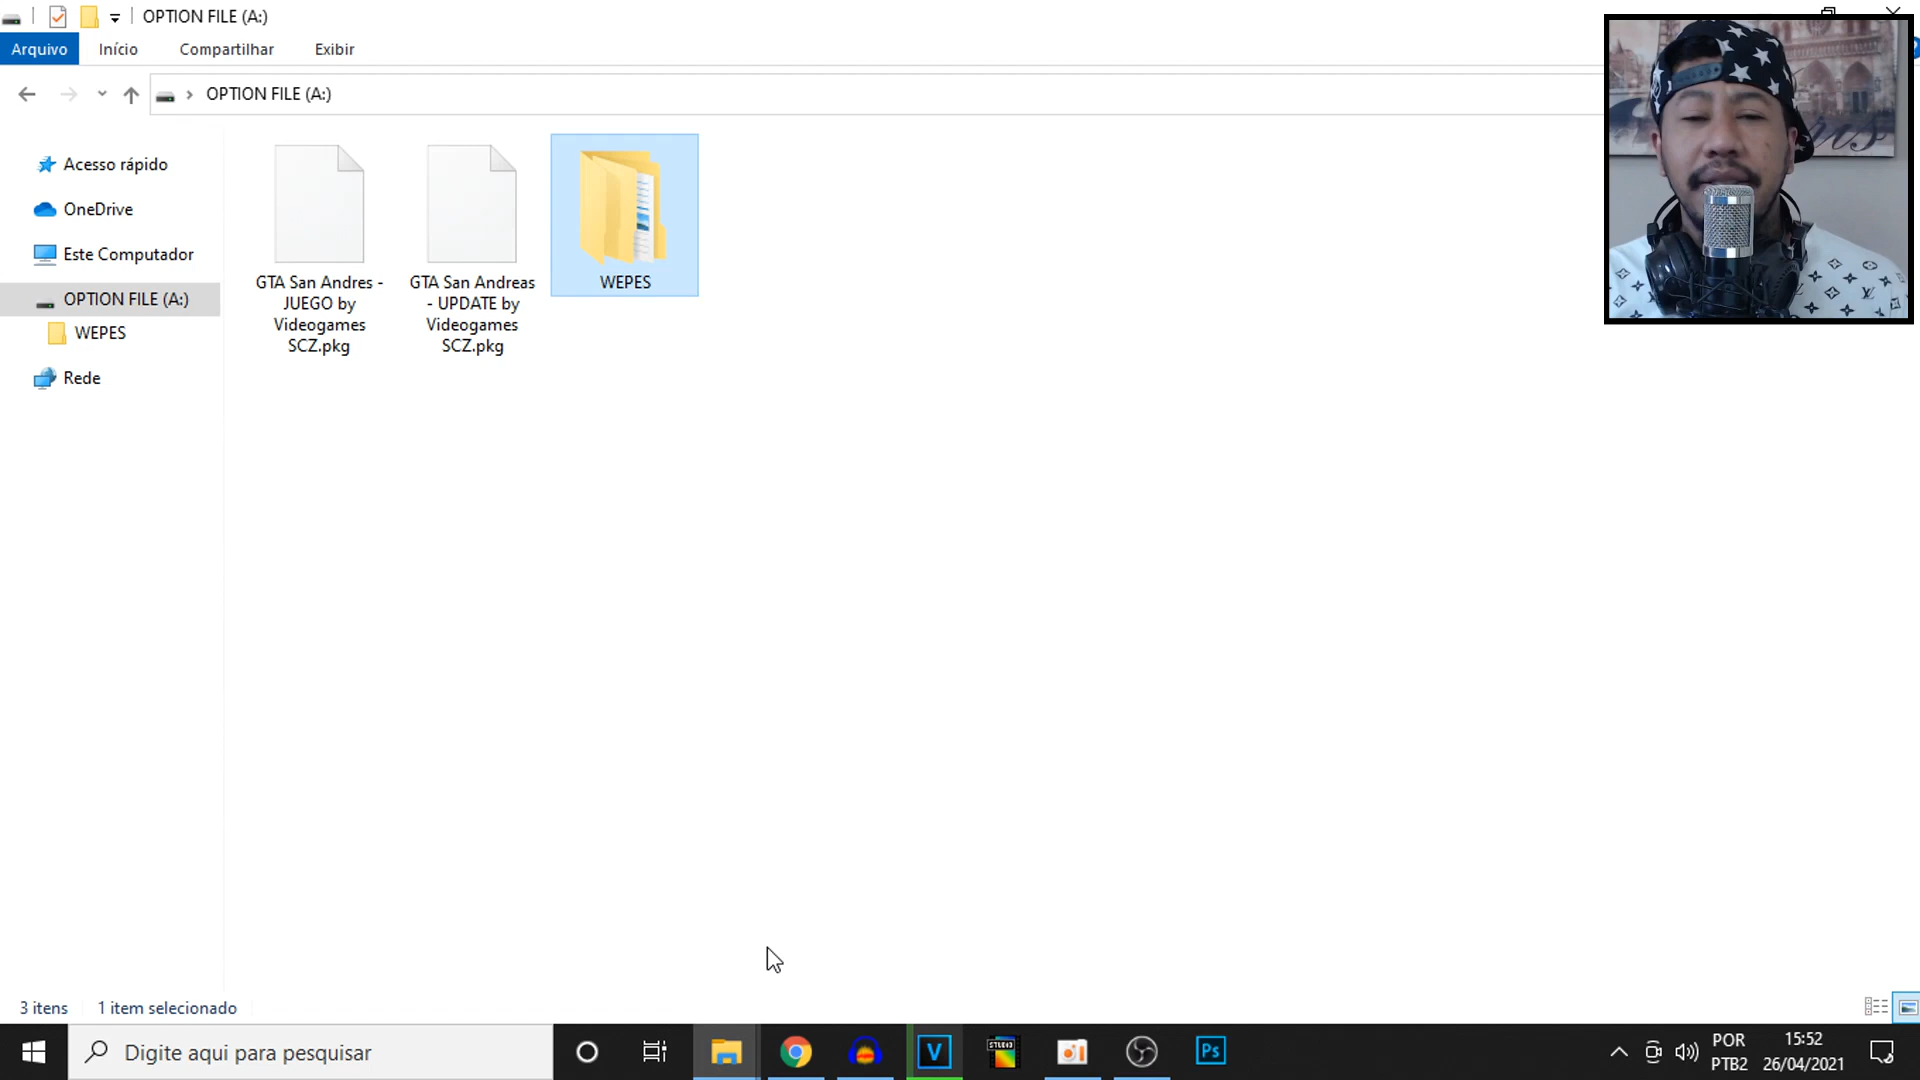 OPTION FILE (A:)
Arquivo Início Compartilhar Exibir
OPTION FILE (A:)
Acesso rápido
OneDrive
Este Computador
OPTION FILE (A:)
WEPES
Rede
GTA San Andres -
JUEGO by
Videogames
SCZ.pkg
GTA San Andreas
- UPDATE by
Videogames
SCZ.pkg
WEPES
3 itens 1 item selecionado
Digite aqui para pesquisar
V
STUDIO
Ps
POR
PTB2
15:52
26/04/2021